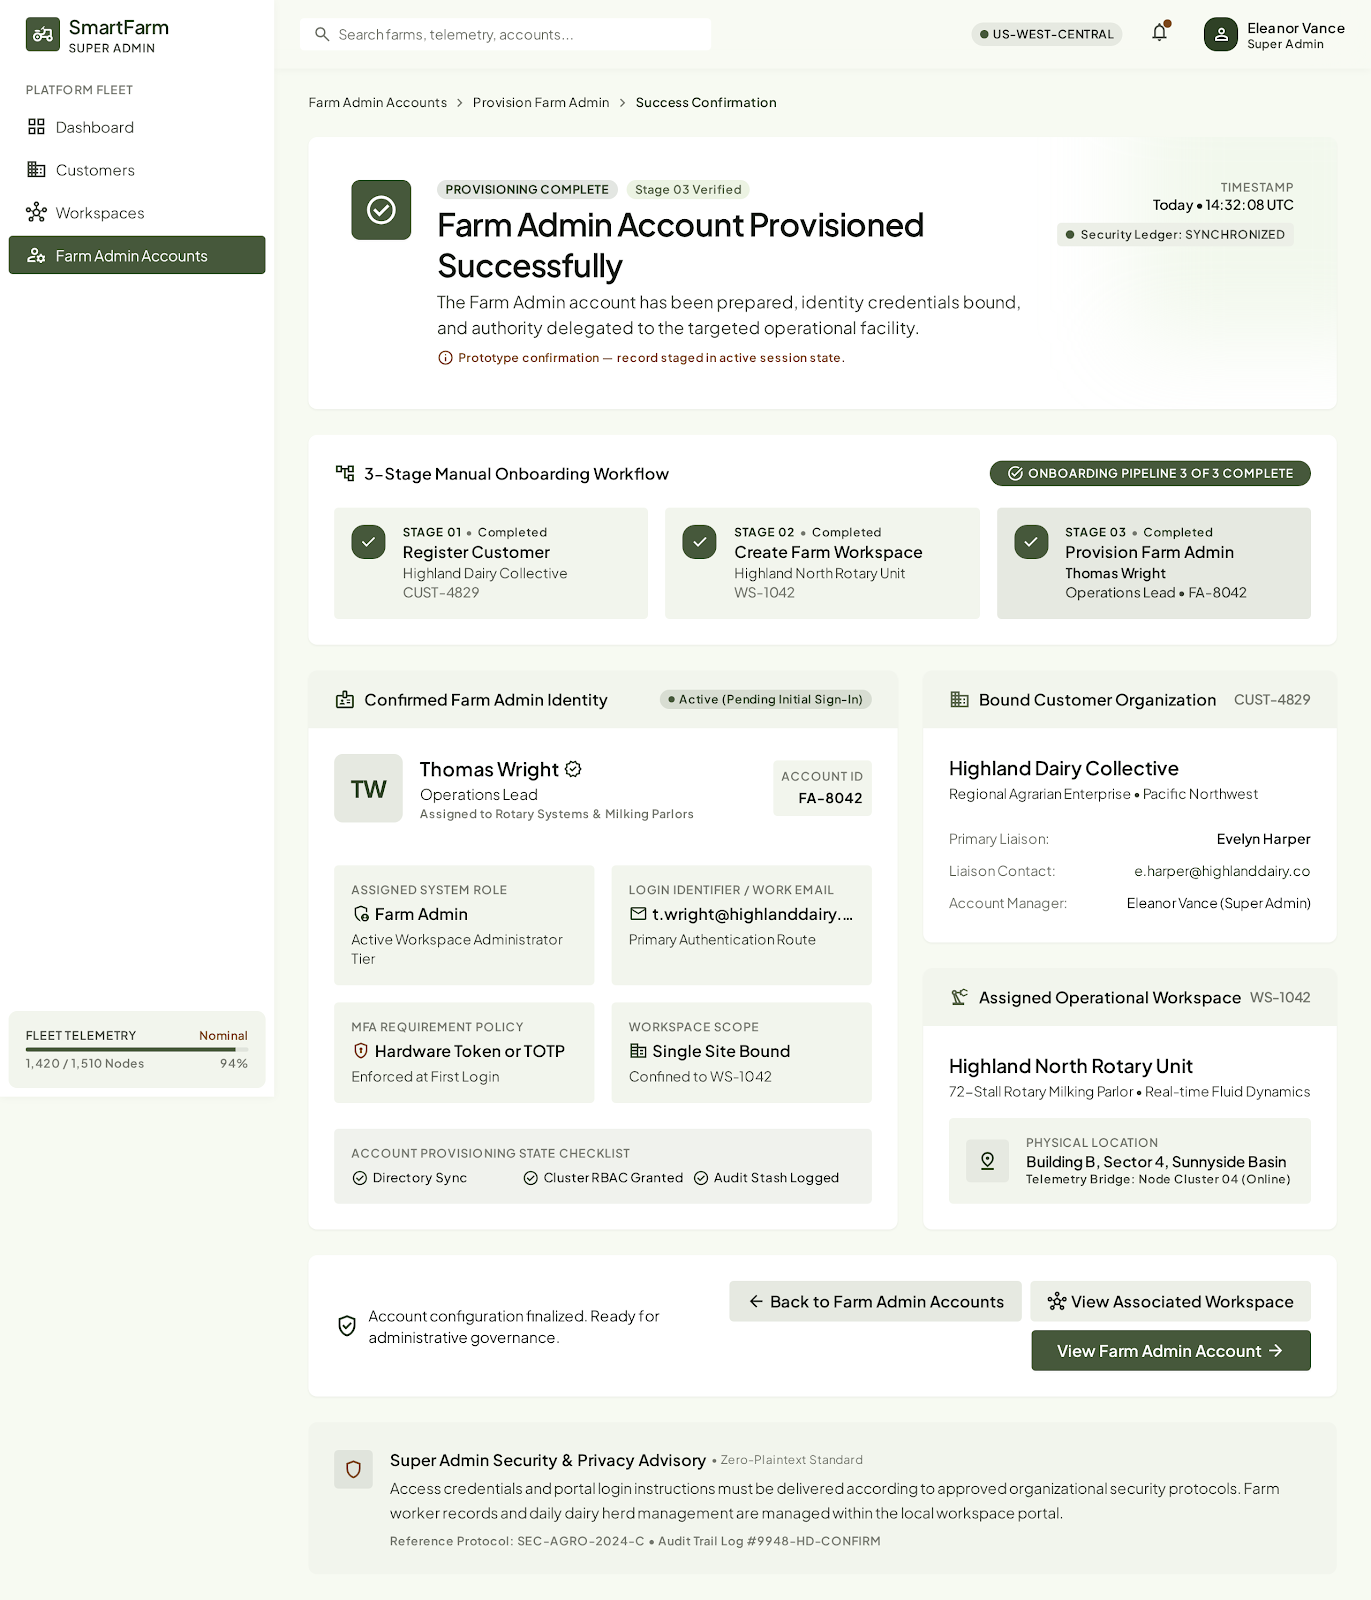 SmartFarm
SUPER ADMIN
Search farms, telemetry, accounts...
US-WEST-CENTRAL
Eleanor Vance
Super Admin
PLATFORM FLEET
Dashboard
Customers
Workspaces
Farm Admin Accounts
FLEET TELEMETRY Nominal
1,420 / 1,510 Nodes 94%
Farm Admin Accounts > Provision Farm Admin > Success Confirmation
PROVISIONING COMPLETE Stage 03 Verified
Farm Admin Account Provisioned
Successfully
The Farm Admin account has been prepared, identity credentials bound,
and authority delegated to the targeted operational facility.
Prototype confirmation — record staged in active session state.
TIMESTAMP
Today • 14:32:08 UTC
Security Ledger: SYNCHRONIZED
3-Stage Manual Onboarding Workflow
ONBOARDING PIPELINE 3 OF 3 COMPLETE
STAGE 01 • Completed
Register Customer
Highland Dairy Collective
CUST-4829
STAGE 02 • Completed
Create Farm Workspace
Highland North Rotary Unit
WS-1042
STAGE 03 • Completed
Provision Farm Admin
Thomas Wright
Operations Lead • FA-8042
Confirmed Farm Admin Identity
Active (Pending Initial Sign-In)
TW
Thomas Wright
Operations Lead
Assigned to Rotary Systems & Milking Parlors
ACCOUNT ID
FA-8042
ASSIGNED SYSTEM ROLE
Farm Admin
Active Workspace Administrator
Tier
LOGIN IDENTIFIER / WORK EMAIL
t.wright@highlanddairy....
Primary Authentication Route
MFA REQUIREMENT POLICY
Hardware Token or TOTP
Enforced at First Login
WORKSPACE SCOPE
Single Site Bound
Confined to WS-1042
ACCOUNT PROVISIONING STATE CHECKLIST
Directory Sync Cluster RBAC Granted Audit Stash Logged
Bound Customer Organization CUST-4829
Highland Dairy Collective
Regional Agrarian Enterprise • Pacific Northwest
Primary Liaison: Evelyn Harper
Liaison Contact: e.harper@highlanddairy.co
Account Manager: Eleanor Vance (Super Admin)
Assigned Operational Workspace WS-1042
Highland North Rotary Unit
72-Stall Rotary Milking Parlor • Real-time Fluid Dynamics
PHYSICAL LOCATION
Building B, Sector 4, Sunnyside Basin
Telemetry Bridge: Node Cluster 04 (Online)
Account configuration finalized. Ready for
administrative governance.
← Back to Farm Admin Accounts
View Associated Workspace
View Farm Admin Account →
Super Admin Security & Privacy Advisory • Zero-Plaintext Standard
Access credentials and portal login instructions must be delivered according to approved organizational security protocols. Farm
worker records and daily dairy herd management are managed within the local workspace portal.
Reference Protocol: SEC-AGRO-2024-C • Audit Trail Log #9948-HD-CONFIRM